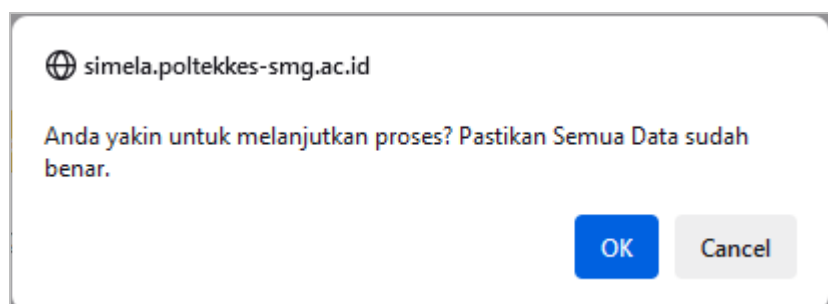 simela.poltekkes-smg.ac.id
Anda yakin untuk melanjutkan proses? Pastikan Semua Data sudah
benar.
OK Cancel